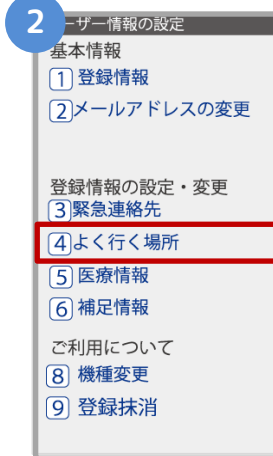 2
ーザー情報の設定
基本情報
1 登録情報
2 メールアドレスの変更
登録情報の設定・変更
3 緊急連絡先
4 よく行く場所
5 医療情報
6 補足情報
ご利用について
8 機種変更
9 登録抹消